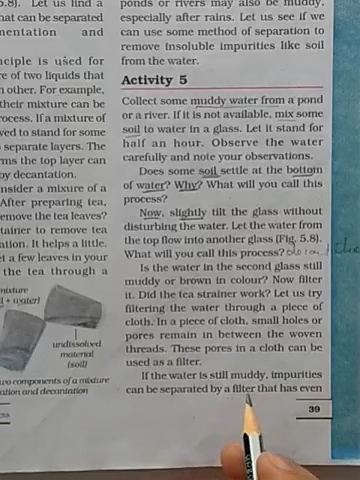 5.8). Let us find a
that can be separated
mentation and
nciple is used for
re of two liquids that
n other. For example,
their mixture can be
rocess. If a mixture of
wed to stand for some
separate layers. The
rms the top layer can
by decantation.
nsider a mixture of a
After preparing tea,
remove the tea leaves?
tainer to remove tea
ation. It helps a little.
et a few leaves in your
the tea through a
mixture
il + water)
undissolved
material
(soil)
wo components of a mixture
ation and decantation
ponds or rivers may also be muddy,
especially after rains. Let us see if we
can use some method of separation to
remove insoluble impurities like soil
from the water.
Activity 5
Collect some muddy water from a pond
or a river. If it is not available, mix some
soil to water in a glass. Let it stand for
half an hour. Observe the water
carefully and note your observations.
Does some soil settle at the bottom
of water? Why? What will you call this
process?
Now, slightly tilt the glass without
disturbing the water. Let the water from
the top flow into another glass (Fig. 5.8).
What will you call this process?
Is the water in the second glass still
muddy or brown in colour? Now filter
it. Did the tea strainer work? Let us try
filtering the water through a piece of
cloth. In a piece of cloth, small holes or
pores remain in between the woven
threads. These pores in a cloth can be
used as a filter.
If the water is still muddy, impurities
can be separated by a filter that has even
39